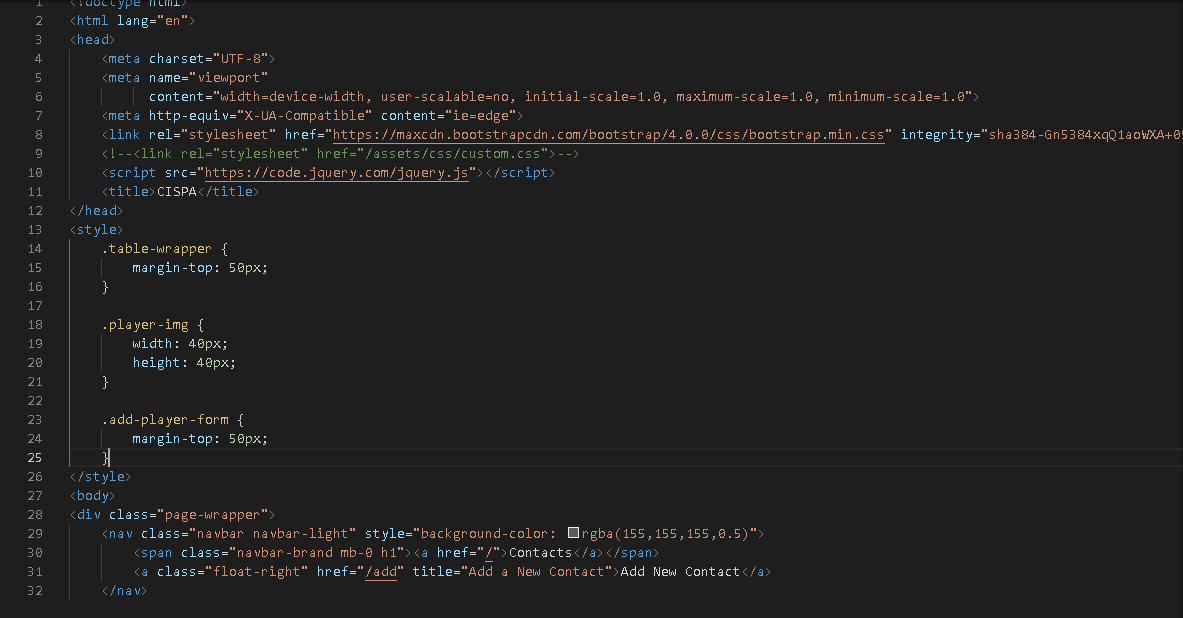 1 <!doctype html>
2 <html lang="en">
3 <head>
4     <meta charset="UTF-8">
5     <meta name="viewport"
6           content="width=device-width, user-scalable=no, initial-scale=1.0, maximum-scale=1.0, minimum-scale=1.0">
7     <meta http-equiv="X-UA-Compatible" content="ie=edge">
8     <link rel="stylesheet" href="https://maxcdn.bootstrapcdn.com/bootstrap/4.0.0/css/bootstrap.min.css" integrity="sha384-Gn5384xqQ1aoWXA+05
9     <!--<link rel="stylesheet" href="/assets/css/custom.css">-->
10     <script src="https://code.jquery.com/jquery.js"></script>
11     <title>CISPA</title>
12 </head>
13 <style>
14     .table-wrapper {
15         margin-top: 50px;
16     }
17
18     .player-img {
19         width: 40px;
20         height: 40px;
21     }
22
23     .add-player-form {
24         margin-top: 50px;
25     }
26 </style>
27 <body>
28 <div class="page-wrapper">
29     <nav class="navbar navbar-light" style="background-color: rgba(155,155,155,0.5)">
30         <span class="navbar-brand mb-0 h1"><a href="/">Contacts</a></span>
31         <a class="float-right" href="/add" title="Add a New Contact">Add New Contact</a>
32     </nav>